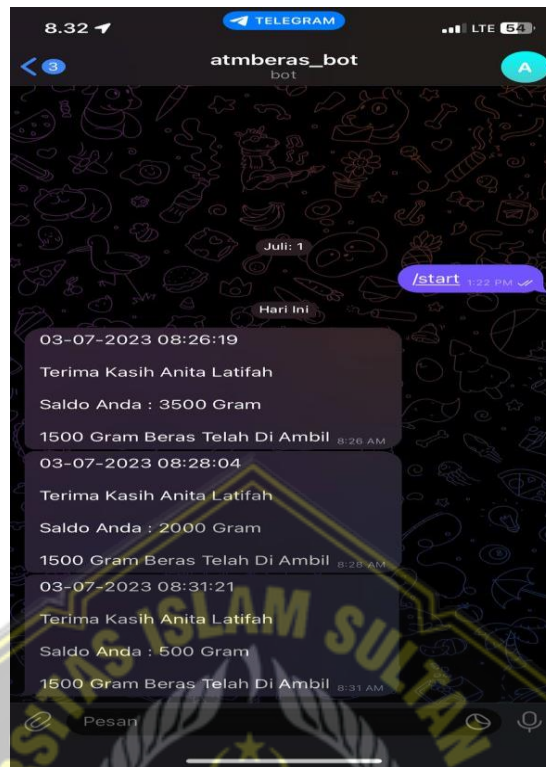 8.32
TELEGRAM
LTE 54
3
atmberas_bot
bot
A
Juli: 1
/start 1:22 PM
Hari Ini
03-07-2023 08:26:19
Terima Kasih Anita Latifah
Saldo Anda : 3500 Gram
1500 Gram Beras Telah Di Ambil 8:26 AM
03-07-2023 08:28:04
Terima Kasih Anita Latifah
Saldo Anda : 2000 Gram
1500 Gram Beras Telah Di Ambil 8:28 AM
03-07-2023 08:31:21
Terima Kasih Anita Latifah
Saldo Anda : 500 Gram
1500 Gram Beras Telah Di Ambil 8:31 AM
Pesan
ISLAM SULTAN